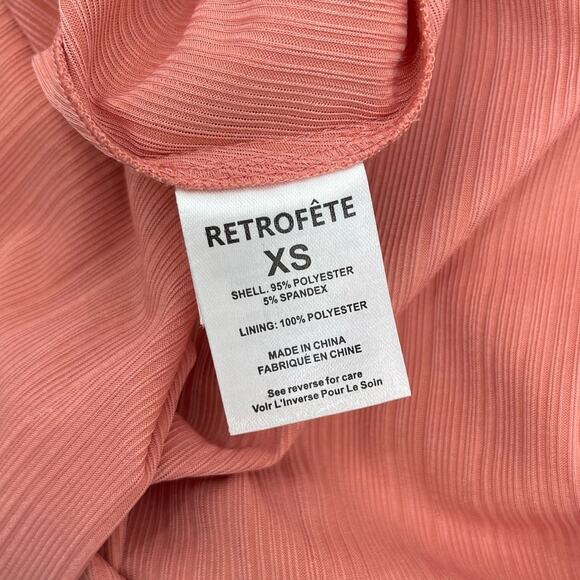 RETROFÊTE
XS
SHELL. 95% POLYESTER
5% SPANDEX
LINING: 100% POLYESTER
MADE IN CHINA
FABRIQUÉ EN CHINE
See reverse for care
Voir L'Inverse Pour Le Soin